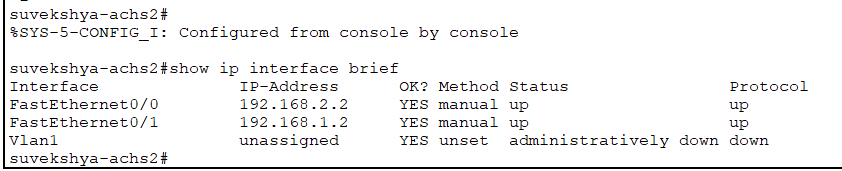 suvekshya-achs2#
%SYS-5-CONFIG_I: Configured from console by console
suvekshya-achs2#show ip interface brief
Interface IP-Address OK? Method Status Protocol
FastEthernet0/0 192.168.2.2 YES manual up up
FastEthernet0/1 192.168.1.2 YES manual up up
Vlan1 unassigned YES unset administratively down down
suvekshya-achs2#